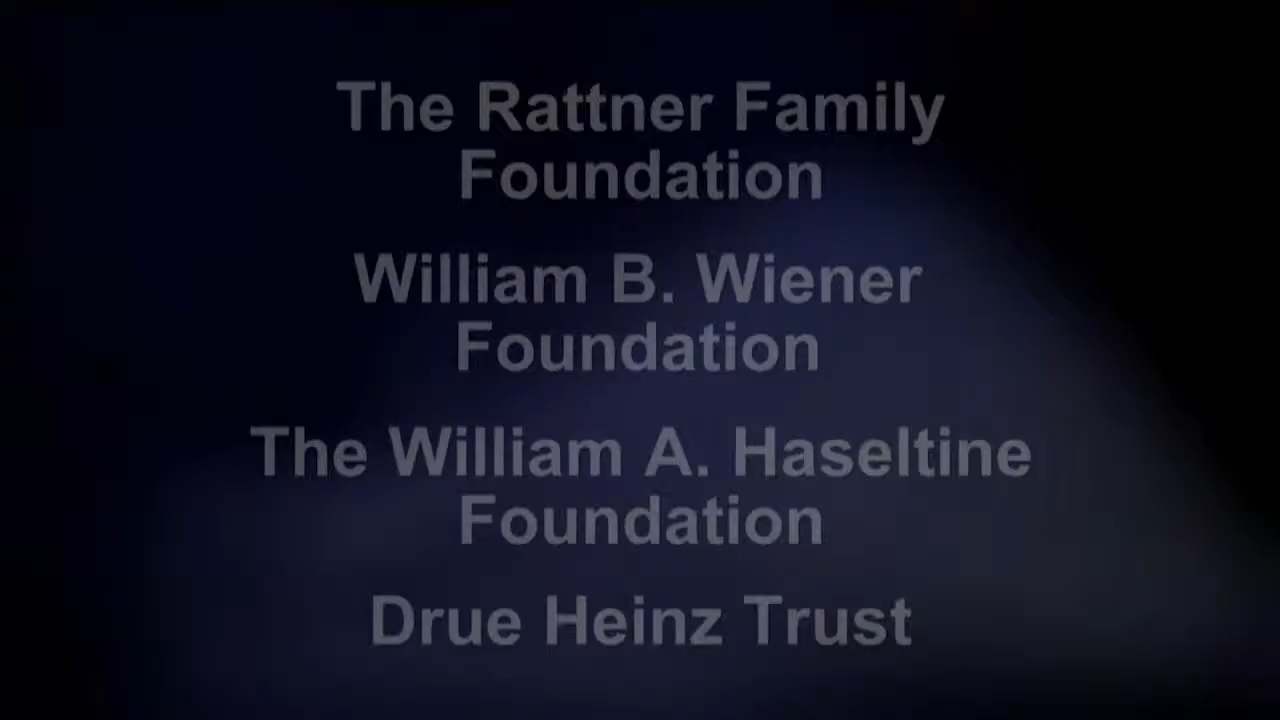 The Rattner Family
Foundation
William B. Wiener
Foundation
The William A. Haseltine
Foundation
Drue Heinz Trust